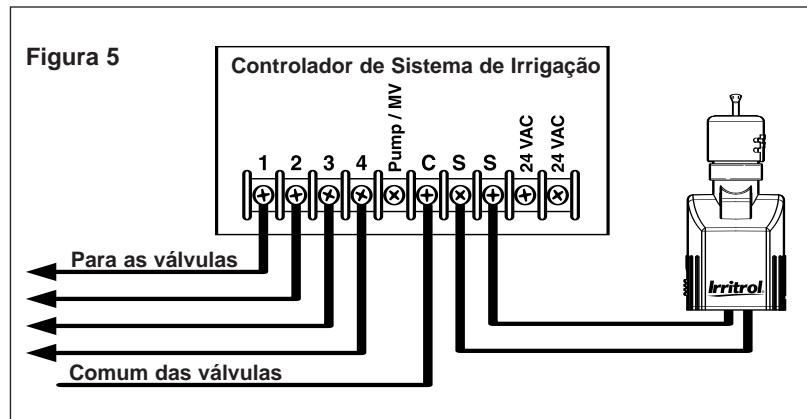 Figura 5
Controlador de Sistema de Irrigação
1 2 3 4 Pump / MV C S S 24 VAC 24 VAC
Para as válvulas
Irritrol
Comum das válvulas